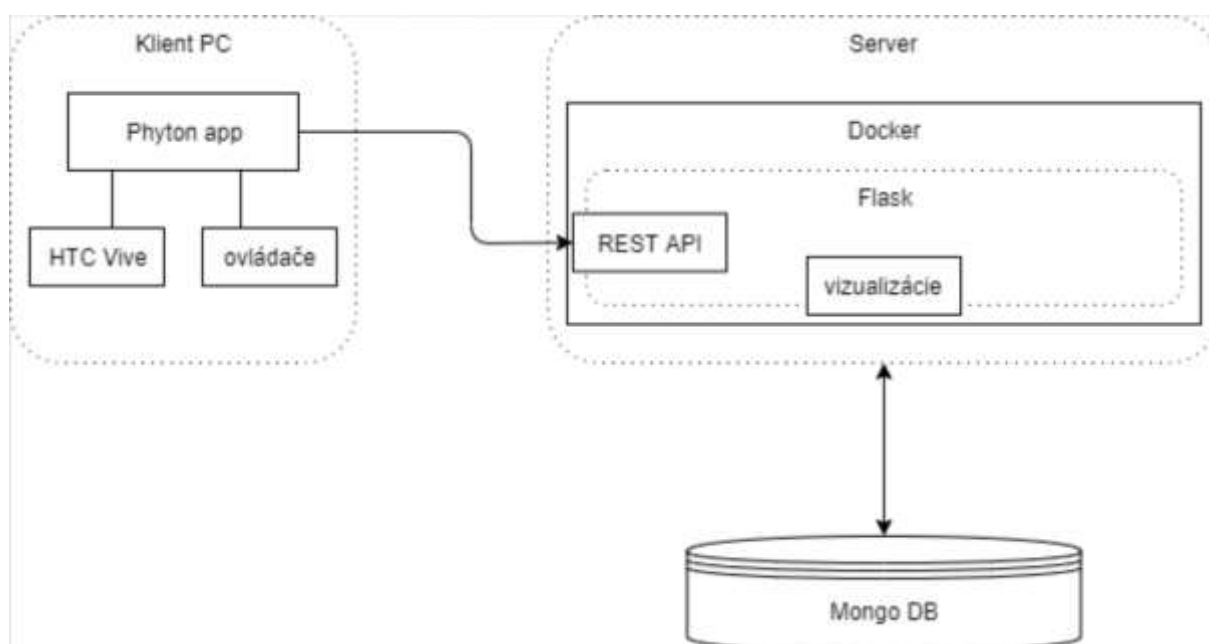 Klient PC
Phyton app
HTC Vive
ovládače
Server
Docker
Flask
REST API
vizualizácie
Mongo DB